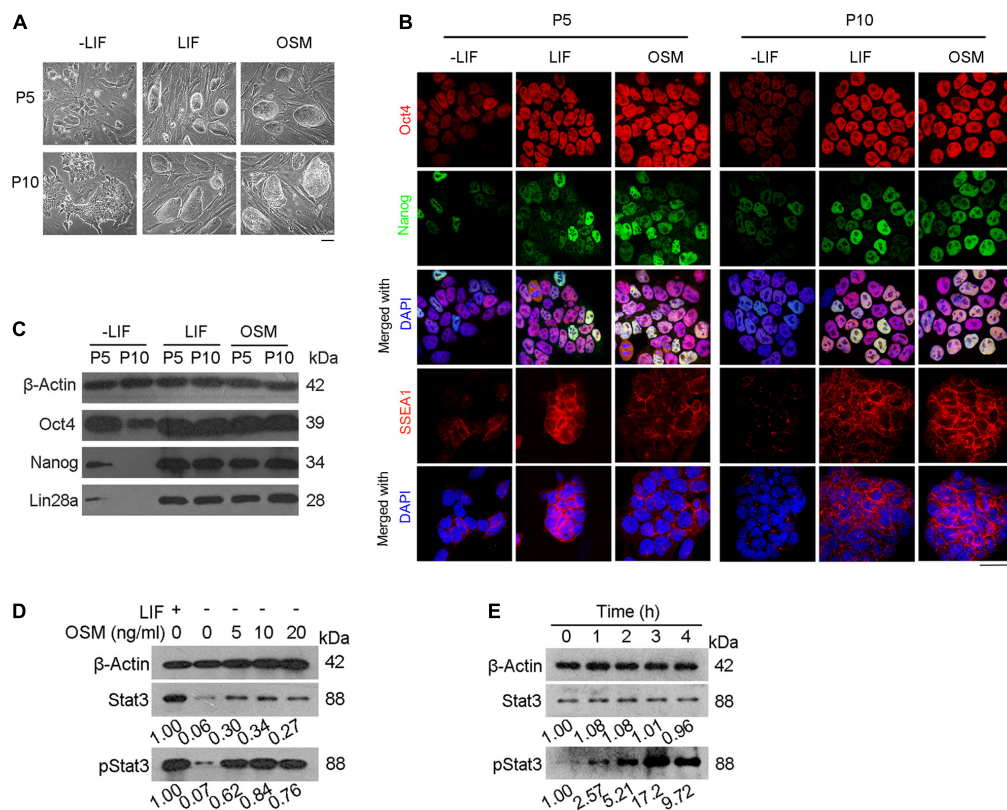 A
-LIF LIF OSM
P5
P10
B
P5 P10
-LIF LIF OSM -LIF LIF OSM
Oct4
Nanog
Merged with
DAPI
SSEA1
Merged with
DAPI
C
-LIF LIF OSM
P5 P10 P5 P10 P5 P10 kDa
β-Actin 42
Oct4 39
Nanog 34
Lin28a 28
D
LIF + - - - -
OSM (ng/ml) 0 0 5 10 20 kDa
β-Actin 42
Stat3 88
1.00 0.06 0.30 0.34 0.27
pStat3 88
1.00 0.07 0.62 0.84 0.76
E
Time (h)
0 1 2 3 4 kDa
β-Actin 42
Stat3 88
1.00 1.08 1.08 1.01 0.96
pStat3 88
1.00 2.57 5.21 17.2 9.72